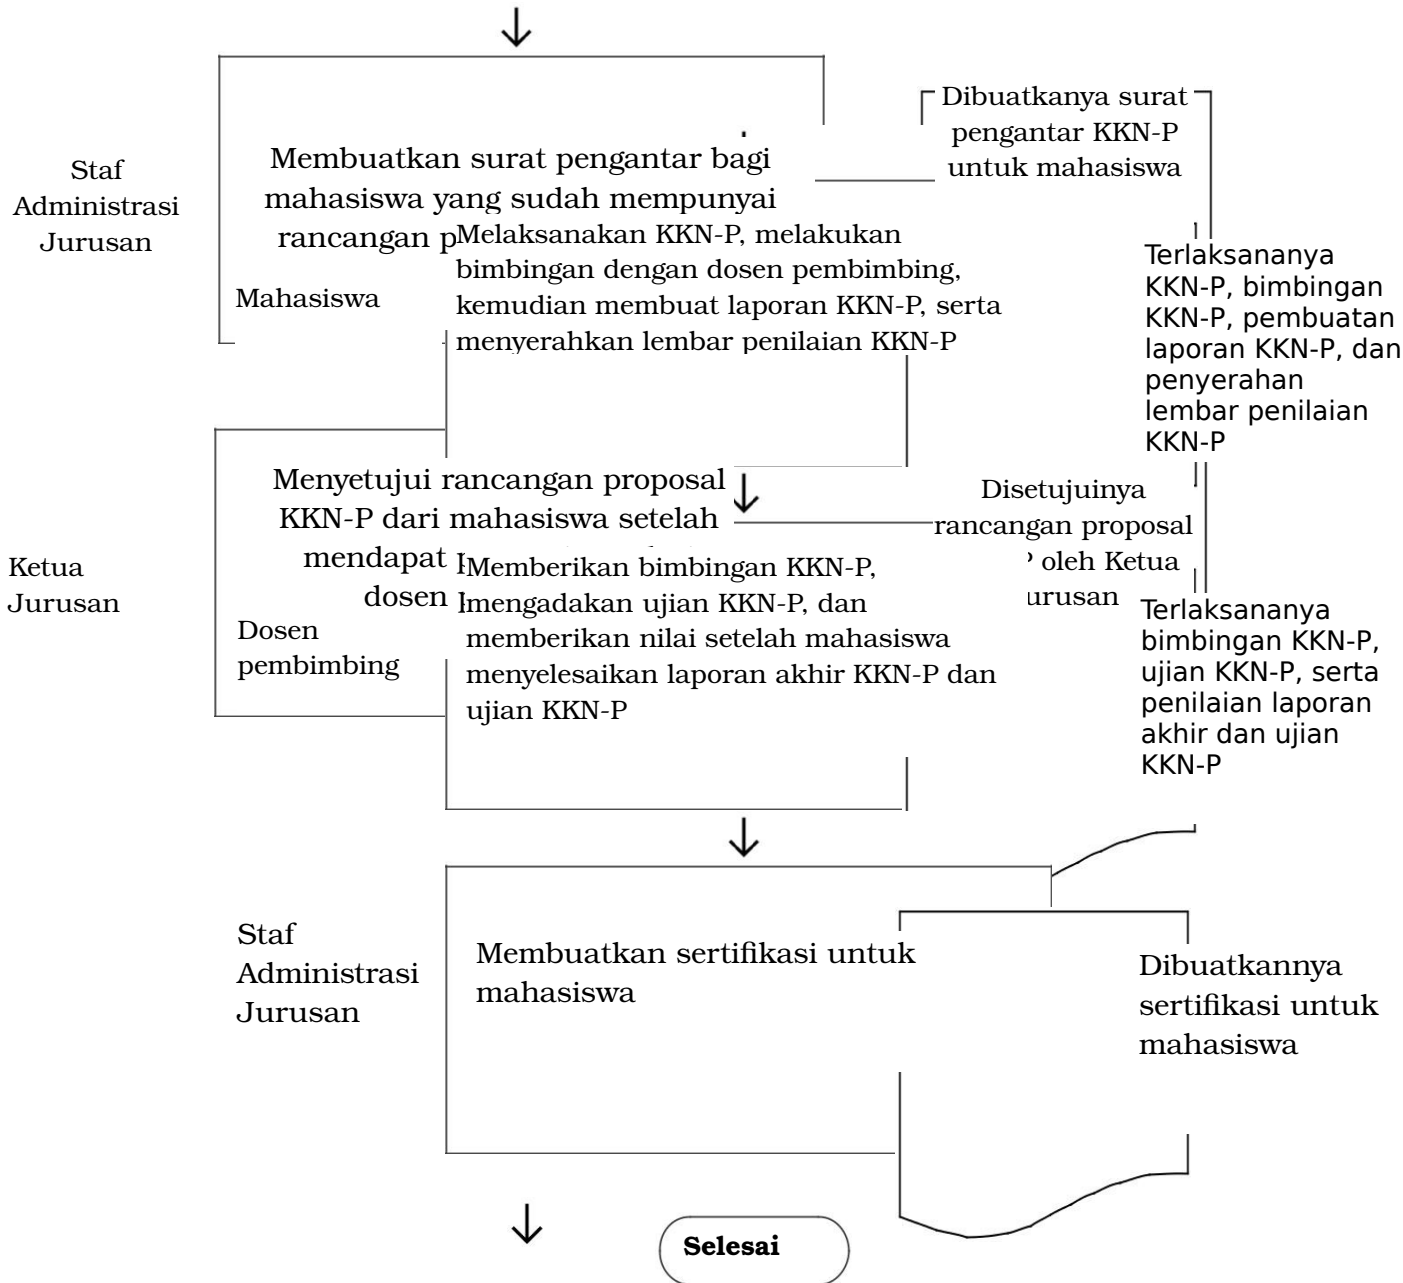 Dibuatkanya surat
pengantar KKN-P
untuk mahasiswa
Staf
Administrasi
Jurusan
Membuatkan surat pengantar bagi
mahasiswa yang sudah mempunyai
rancangan
Mahasiswa
Melaksanakan KKN-P, melakukan
bimbingan dengan dosen pembimbing,
kemudian membuat laporan KKN-P, serta
menyerahkan lembar penilaian KKN-P
Terlaksananya
KKN-P, bimbingan
KKN-P, pembuatan
laporan KKN-P, dan
penyerahan
lembar penilaian
KKN-P
Ketua
Jurusan
Menyetujui rancangan proposal
KKN-P dari mahasiswa setelah
mendapat
dosen
Disetujuinya
rancangan proposal
oleh Ketua
Dosen
pembimbing
Memberikan bimbingan KKN-P,
mengadakan ujian KKN-P, dan
memberikan nilai setelah mahasiswa
menyelesaikan laporan akhir KKN-P dan
ujian KKN-P
Terlaksananya
bimbingan KKN-P,
ujian KKN-P, serta
penilaian laporan
akhir dan ujian
KKN-P
Staf
Administrasi
Jurusan
Membuatkan sertifikasi untuk
mahasiswa
Dibuatkannya
sertifikasi untuk
mahasiswa
Selesai